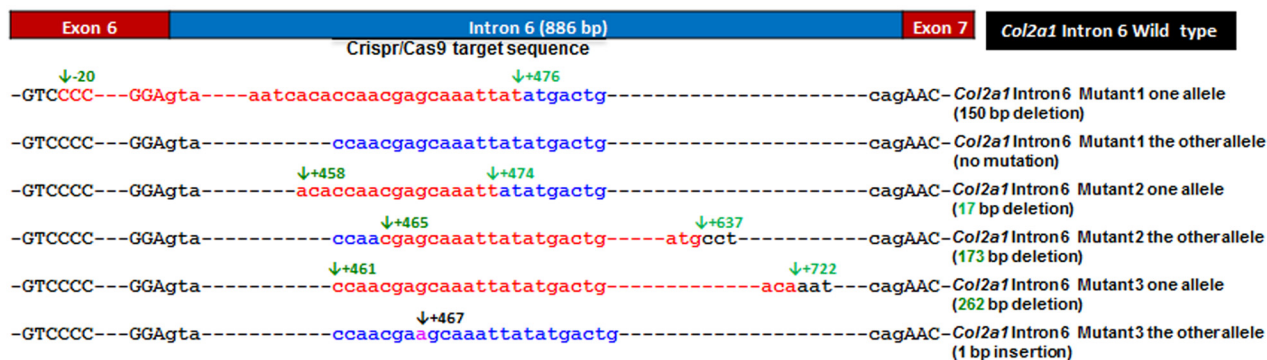 Exon 6 Intron 6 (886 bp) Exon 7 Col2a1 Intron 6 Wild type
Crispr/Cas9 target sequence
↓-20 ↓+476
-GTCCCC---GGAgta----aatcacaccaacgagcaaattatatgactg----------------------cagAAC- Col2a1 Intron 6 Mutant1 one allele
(150 bp deletion)
-GTCCCC---GGAgta-----------ccaacgagcaaattatatgactg----------------------cagAAC- Col2a1 Intron 6 Mutant1 the other allele
(no mutation)
↓+458 ↓+474
-GTCCCC---GGAgta--------acaccaacgagcaaattatatgactg----------------------cagAAC- Col2a1 Intron 6 Mutant2 one allele
(17 bp deletion)
↓+465 ↓+637
-GTCCCC---GGAgta-----------ccaacgagcaaattatatgactg-----atgcct-----------cagAAC- Col2a1 Intron 6 Mutant2 the other allele
(173 bp deletion)
↓+461 ↓+722
-GTCCCC---GGAgta-----------ccaacgagcaaattatatgactg-------------acaaat---cagAAC- Col2a1 Intron 6 Mutant3 one allele
(262 bp deletion)
↓+467
-GTCCCC---GGAgta-----------ccaacgaagcaaattatatgactg---------------------cagAAC- Col2a1 Intron 6 Mutant3 the other allele
(1 bp insertion)